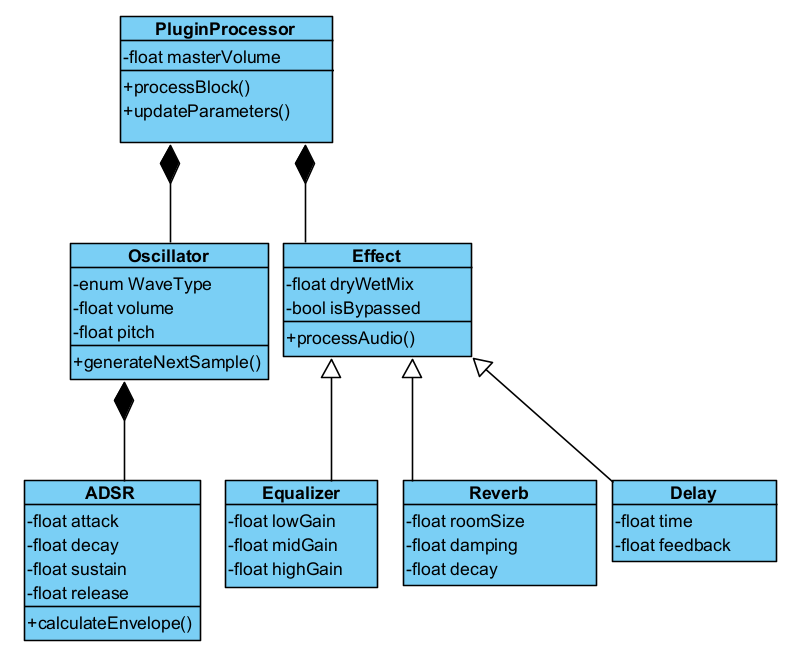 PluginProcessor
-float masterVolume
+processBlock()
+updateParameters()
Oscillator
-enum WaveType
-float volume
-float pitch
+generateNextSample()
Effect
-float dryWetMix
-bool isBypassed
+processAudio()
ADSR
-float attack
-float decay
-float sustain
-float release
+calculateEnvelope()
Equalizer
-float lowGain
-float midGain
-float highGain
Reverb
-float roomSize
-float damping
-float decay
Delay
-float time
-float feedback